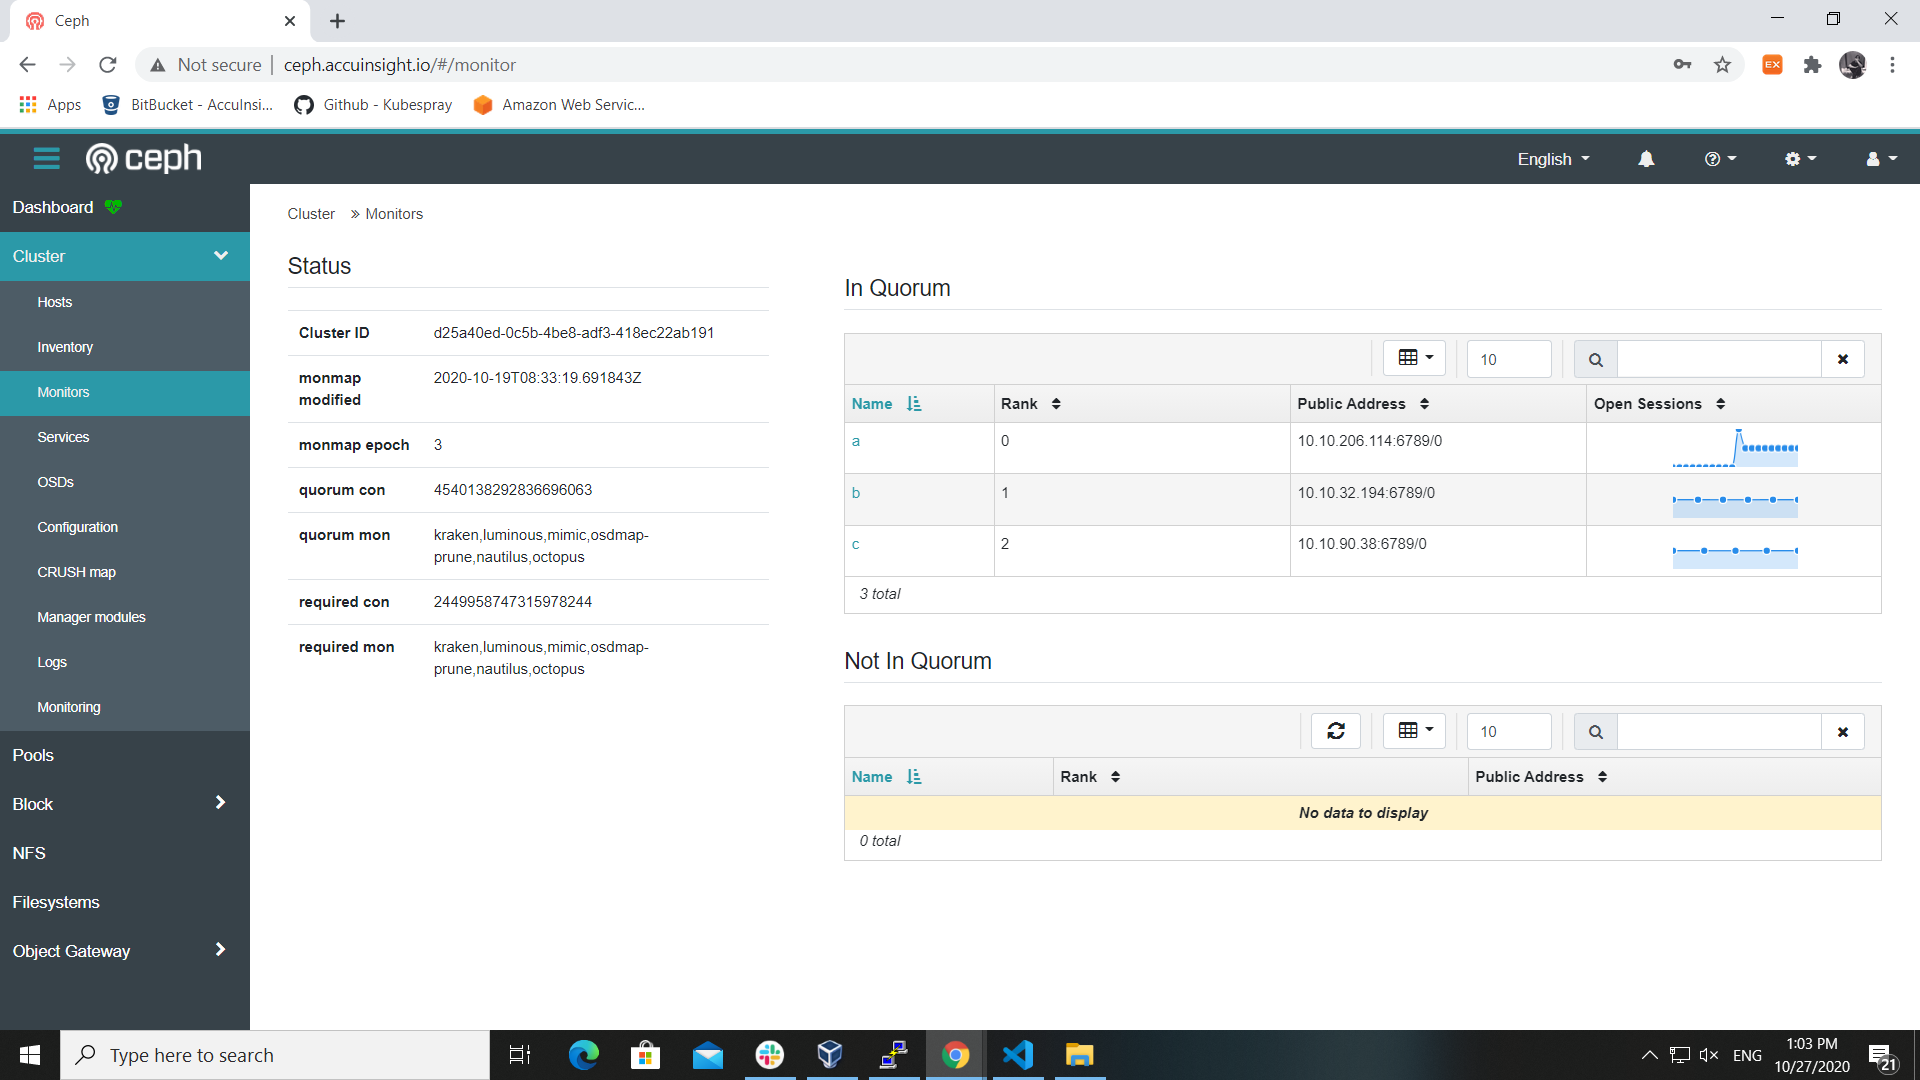 Ceph
Not secure
ceph.accuinsight.io/#/monitor
EX
Apps
BitBucket - AccuInsi...
Github - Kubespray
Amazon Web Servic...
ceph
English
Dashboard
Cluster
Hosts
Inventory
Monitors
Services
OSDs
Configuration
CRUSH map
Manager modules
Logs
Monitoring
Pools
Block
NFS
Filesystems
Object Gateway
Cluster » Monitors
Status
Cluster ID d25a40ed-0c5b-4be8-adf3-418ec22ab191
monmap modified 2020-10-19T08:33:19.691843Z
monmap epoch 3
quorum con 4540138292836696063
quorum mon kraken,luminous,mimic,osdmap-
prune,nautilus,octopus
required con 2449958747315978244
required mon kraken,luminous,mimic,osdmap-
prune,nautilus,octopus
In Quorum
10
Name Rank Public Address Open Sessions
a 0 10.10.206.114:6789/0
b 1 10.10.32.194:6789/0
c 2 10.10.90.38:6789/0
3 total
Not In Quorum
10
Name Rank Public Address
No data to display
0 total
Type here to search
ENG
1:03 PM
10/27/2020
21